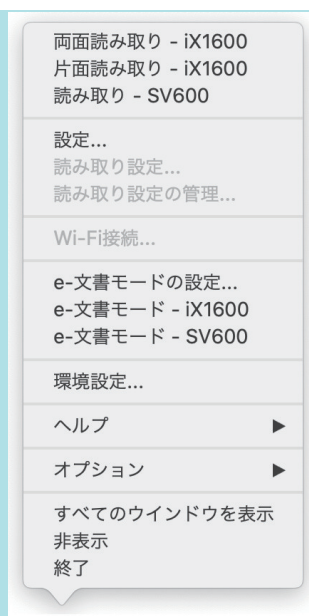 両面読み取り - iX1600
片面読み取り - iX1600
読み取り - SV600
設定...
読み取り設定...
読み取り設定の管理...
Wi-Fi接続...
e-文書モードの設定...
e-文書モード - iX1600
e-文書モード - SV600
環境設定...
ヘルプ ▶
オプション ▶
すべてのウインドウを表示
非表示
終了